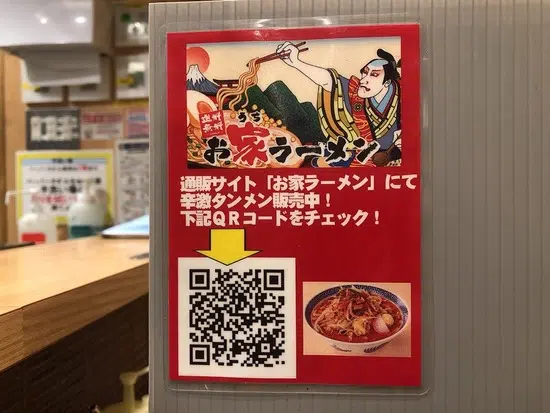 うち
お家ラーメン
通販サイト「お家ラーメン」にて
辛激タンメン販売中！
下記ＱＲコードをチェック！